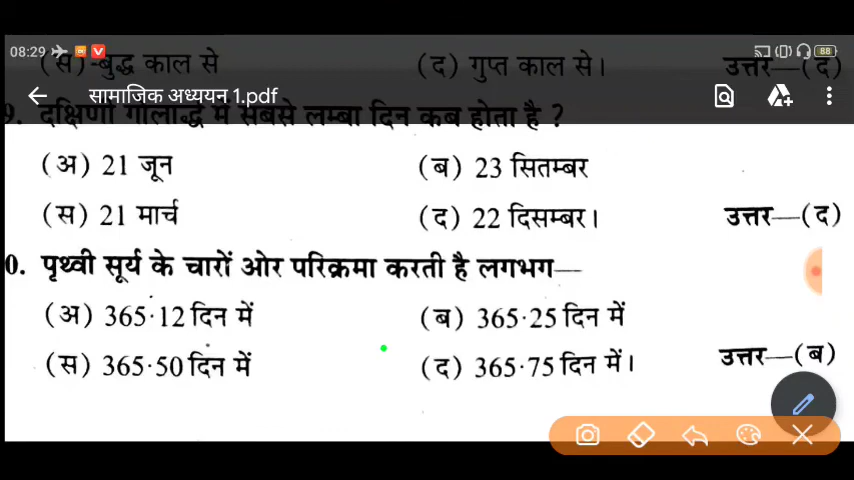 08:29 88
(स)-बुद्ध काल से (द) गुप्त काल से। उत्तर—(द)
सामाजिक अध्ययन 1.pdf
9. दक्षिणी गोलार्द्ध में सबसे लम्बा दिन कब होता है ?
(अ) 21 जून (ब) 23 सितम्बर
(स) 21 मार्च (द) 22 दिसम्बर। उत्तर—(द)
0. पृथ्वी सूर्य के चारों ओर परिक्रमा करती है लगभग—
(अ) 365·12 दिन में (ब) 365·25 दिन में
(स) 365·50 दिन में (द) 365·75 दिन में। उत्तर—(ब)